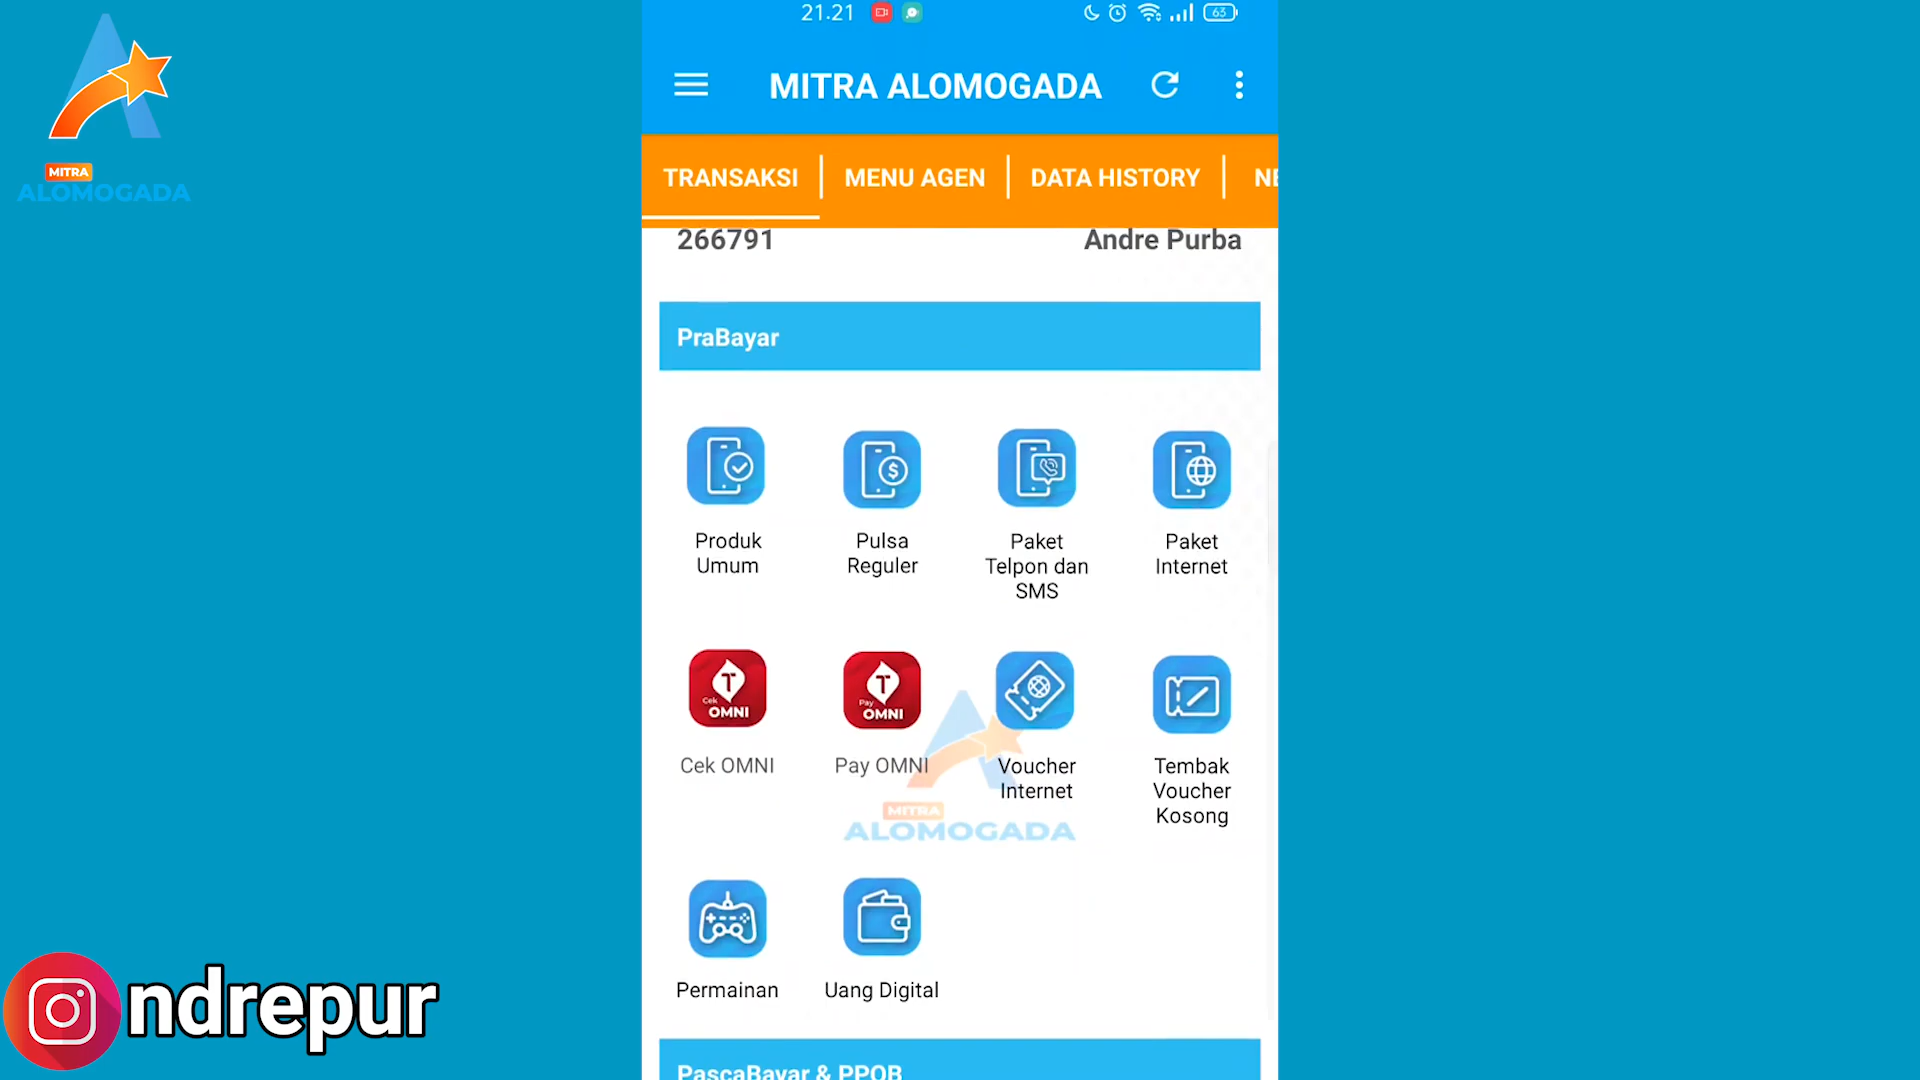 21.21
63
MITRA ALOMOGADA
TRANSAKSI
MENU AGEN
DATA HISTORY
266791
Andre Purba
PraBayar
Produk
Umum
Pulsa
Reguler
Paket
Telpon dan
SMS
Paket
Internet
Cek
OMNI
Cek OMNI
Pay
OMNI
Pay OMNI
Voucher
Internet
Tembak
Voucher
Kosong
MITRA
ALOMOGADA
Permainan
Uang Digital
PascaBayar & PPOB
MITRA
ALOMOGADA
ndrepur